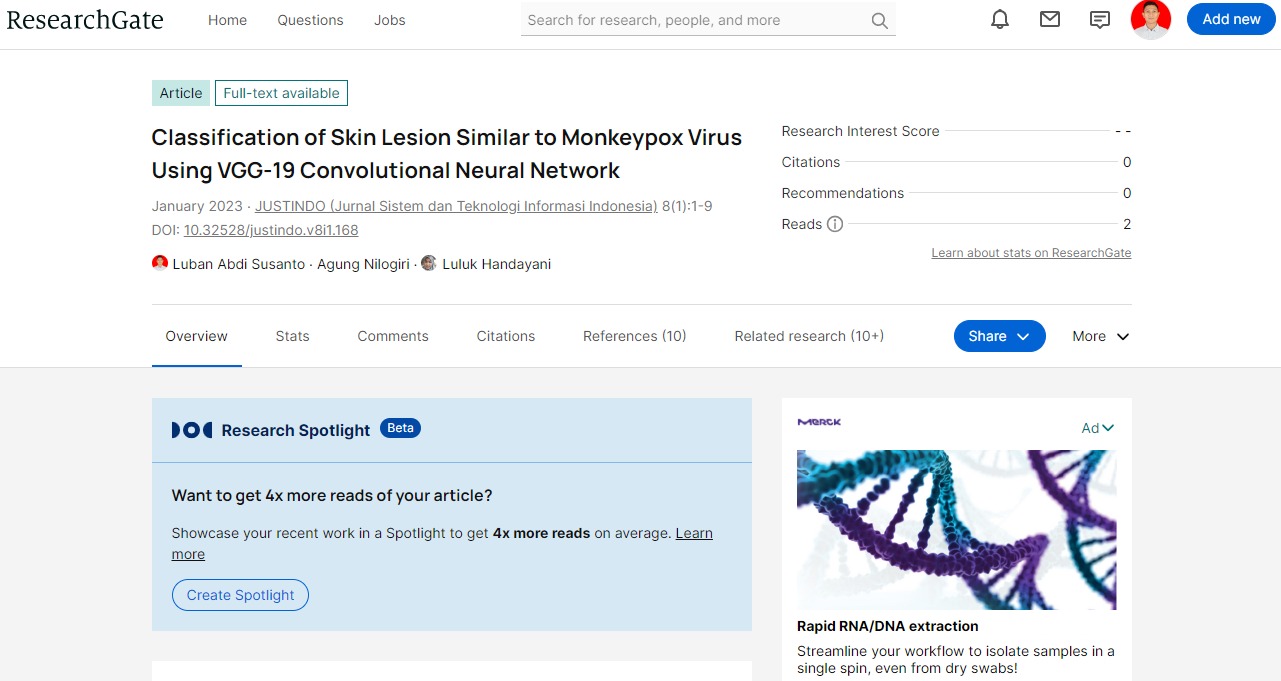 ResearchGate
Home
Questions
Jobs
Search for research, people, and more
Add new
Article
Full-text available
Classification of Skin Lesion Similar to Monkeypox Virus
Using VGG-19 Convolutional Neural Network
January 2023 · JUSTINDO (Jurnal Sistem dan Teknologi Informasi Indonesia) 8(1):1-9
DOI: 10.32528/justindo.v8i1.168
Luban Abdi Susanto · Agung Nilogiri · Luluk Handayani
Research Interest Score - -
Citations 0
Recommendations 0
Reads 2
Learn about stats on ResearchGate
Overview
Stats
Comments
Citations
References (10)
Related research (10+)
Share
More
Research Spotlight Beta
Want to get 4x more reads of your article?
Showcase your recent work in a Spotlight to get 4x more reads on average. Learn
more
Create Spotlight
MERCK
Ad
Rapid RNA/DNA extraction
Streamline your workflow to isolate samples in a
single spin, even from dry swabs!